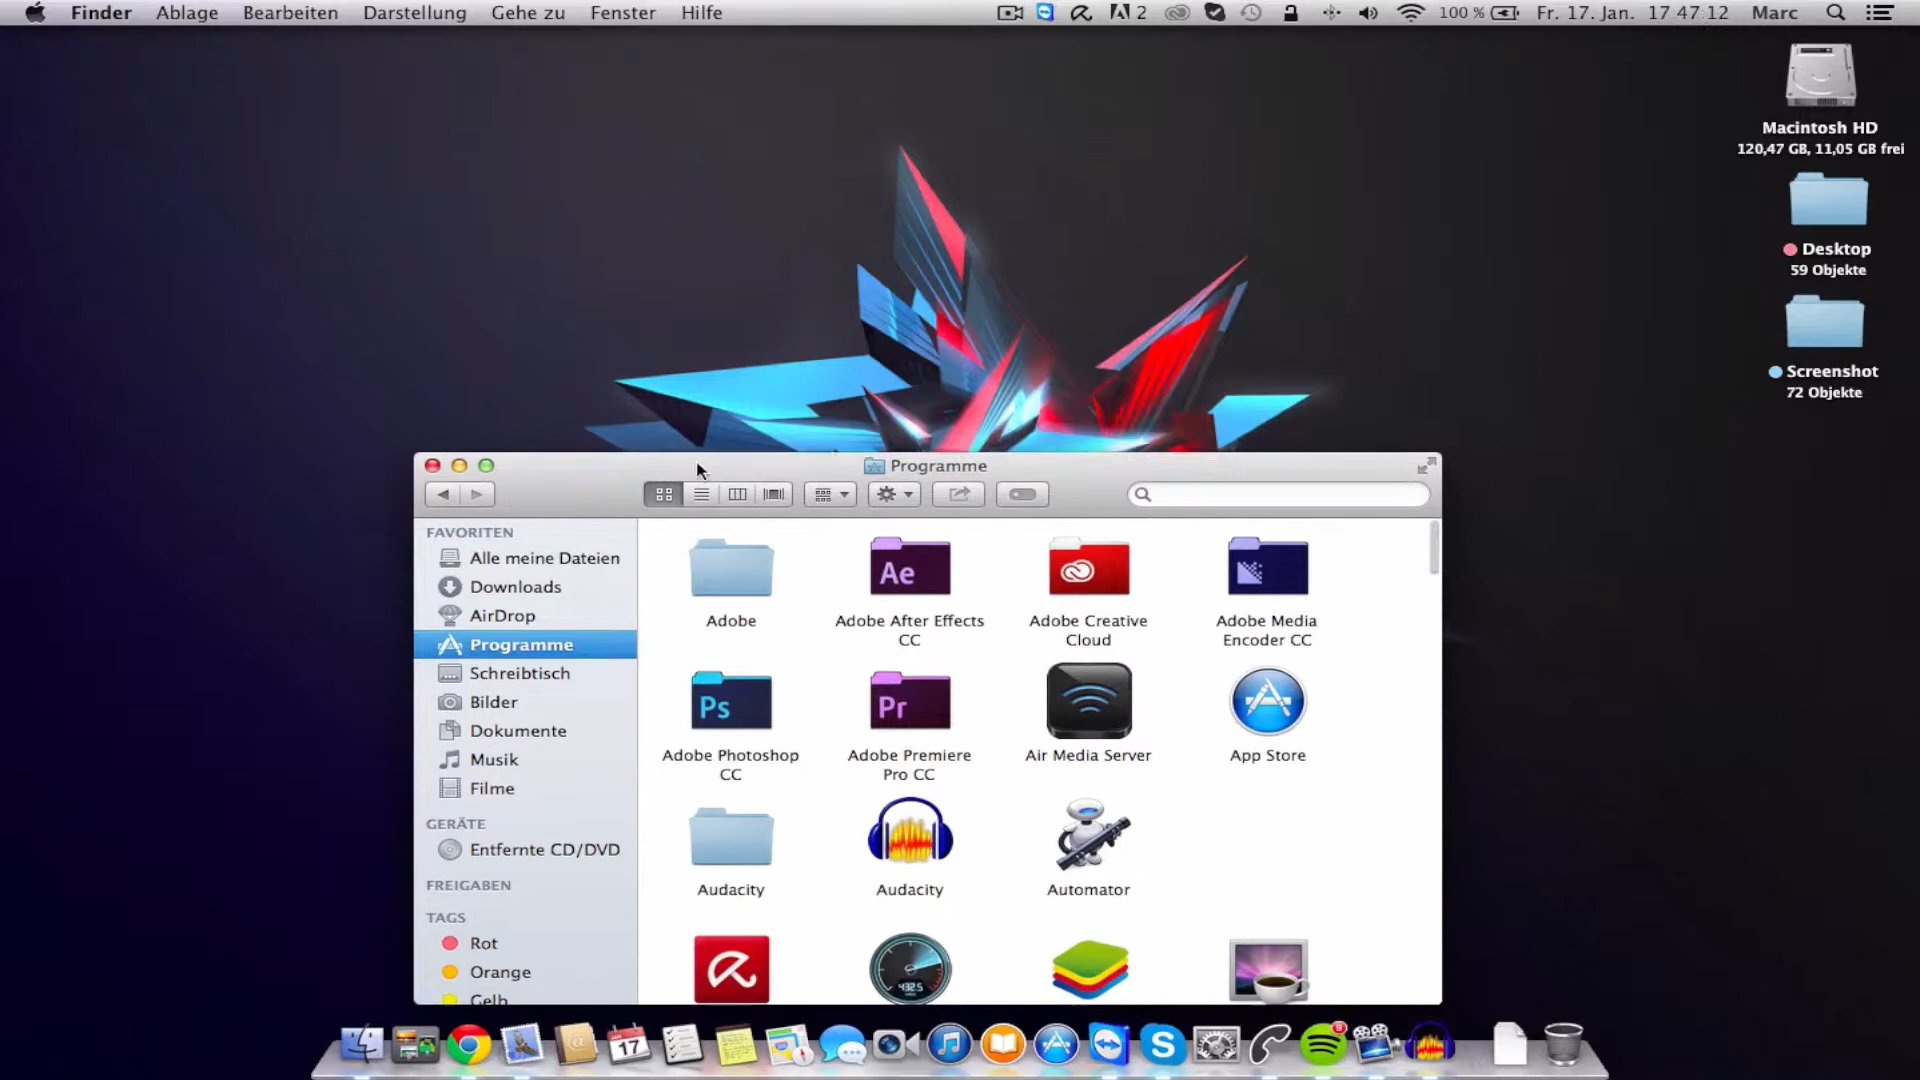 Finder Ablage Bearbeiten Darstellung Gehe zu Fenster Hilfe 2 100 % Fr. 17. Jan. 17 47:12 Marc
Macintosh HD
120,47 GB, 11,05 GB frei
Desktop
59 Objekte
Screenshot
72 Objekte
Programme
FAVORITEN
Alle meine Dateien
Downloads
AirDrop
Programme
Schreibtisch
Bilder
Dokumente
Musik
Filme
GERÄTE
Entfernte CD/DVD
FREIGABEN
TAGS
Rot
Orange
Gelb
Adobe
Ae
Adobe After Effects
CC
Adobe Creative
Cloud
Adobe Media
Encoder CC
Ps
Adobe Photoshop
CC
Pr
Adobe Premiere
Pro CC
Air Media Server
App Store
Audacity
Audacity
Automator
432.5
17
S
9